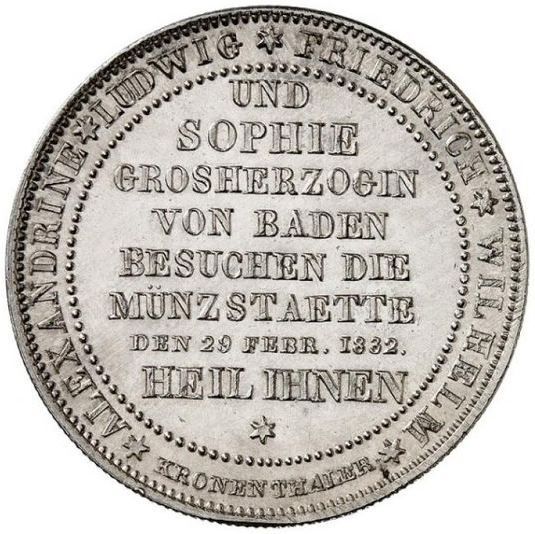 ALEXANDRINE ★ LUDWIG ★ FRIEDRICH ★ WILHELM ★
KRONENTHALER ★
UND
SOPHIE
GROSHERZOGIN
VON BADEN
BESUCHEN DIE
MÜNZSTAETTE
DEN 29 FEBR. 1832.
HEIL IHNEN